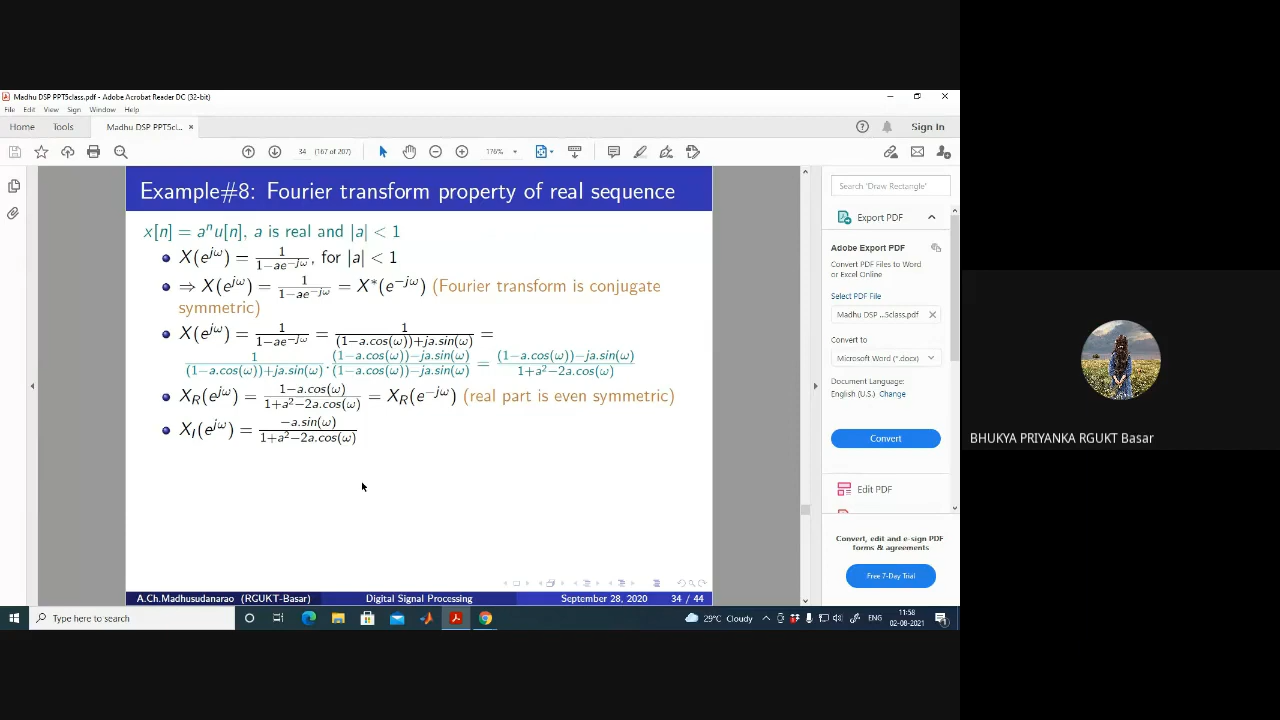 Madhu DSP PPT5class.pdf - Adobe Acrobat Reader DC (32-bit)
File Edit View Sign Window Help
Home Tools Madhu DSP PPT5cl... × Sign In
34 (167 of 207) 176%
Example#8: Fourier transform property of real sequence
x[n] = aⁿu[n], a is real and |a| < 1
X(e^{jω}) = 1/(1−ae^{−jω}), for |a| < 1
⇒ X(e^{jω}) = 1/(1−ae^{−jω}) = X*(e^{−jω}) (Fourier transform is conjugate
symmetric)
X(e^{jω}) = 1/(1−ae^{−jω}) = 1/((1−a.cos(ω))+ja.sin(ω)) =
1/((1−a.cos(ω))+ja.sin(ω)) · ((1−a.cos(ω))−ja.sin(ω))/((1−a.cos(ω))−ja.sin(ω)) = ((1−a.cos(ω))−ja.sin(ω))/(1+a²−2a.cos(ω))
X_R(e^{jω}) = (1−a.cos(ω))/(1+a²−2a.cos(ω)) = X_R(e^{−jω}) (real part is even symmetric)
X_I(e^{jω}) = (−a.sin(ω))/(1+a²−2a.cos(ω))
A.Ch.Madhusudanarao (RGUKT-Basar) Digital Signal Processing September 28, 2020 34 / 44
Search "Draw Rectangle"
Export PDF
Adobe Export PDF
Convert PDF Files to Word
or Excel Online
Select PDF File
Madhu DSP ...5class.pdf
Convert to
Microsoft Word (*.docx)
Document Language:
English (U.S.) Change
Convert
Edit PDF
Convert, edit and e-sign PDF
forms & agreements
Free 7-Day Trial
Type here to search
29°C Cloudy
ENG
11:58
02-08-2021
BHUKYA PRIYANKA RGUKT Basar